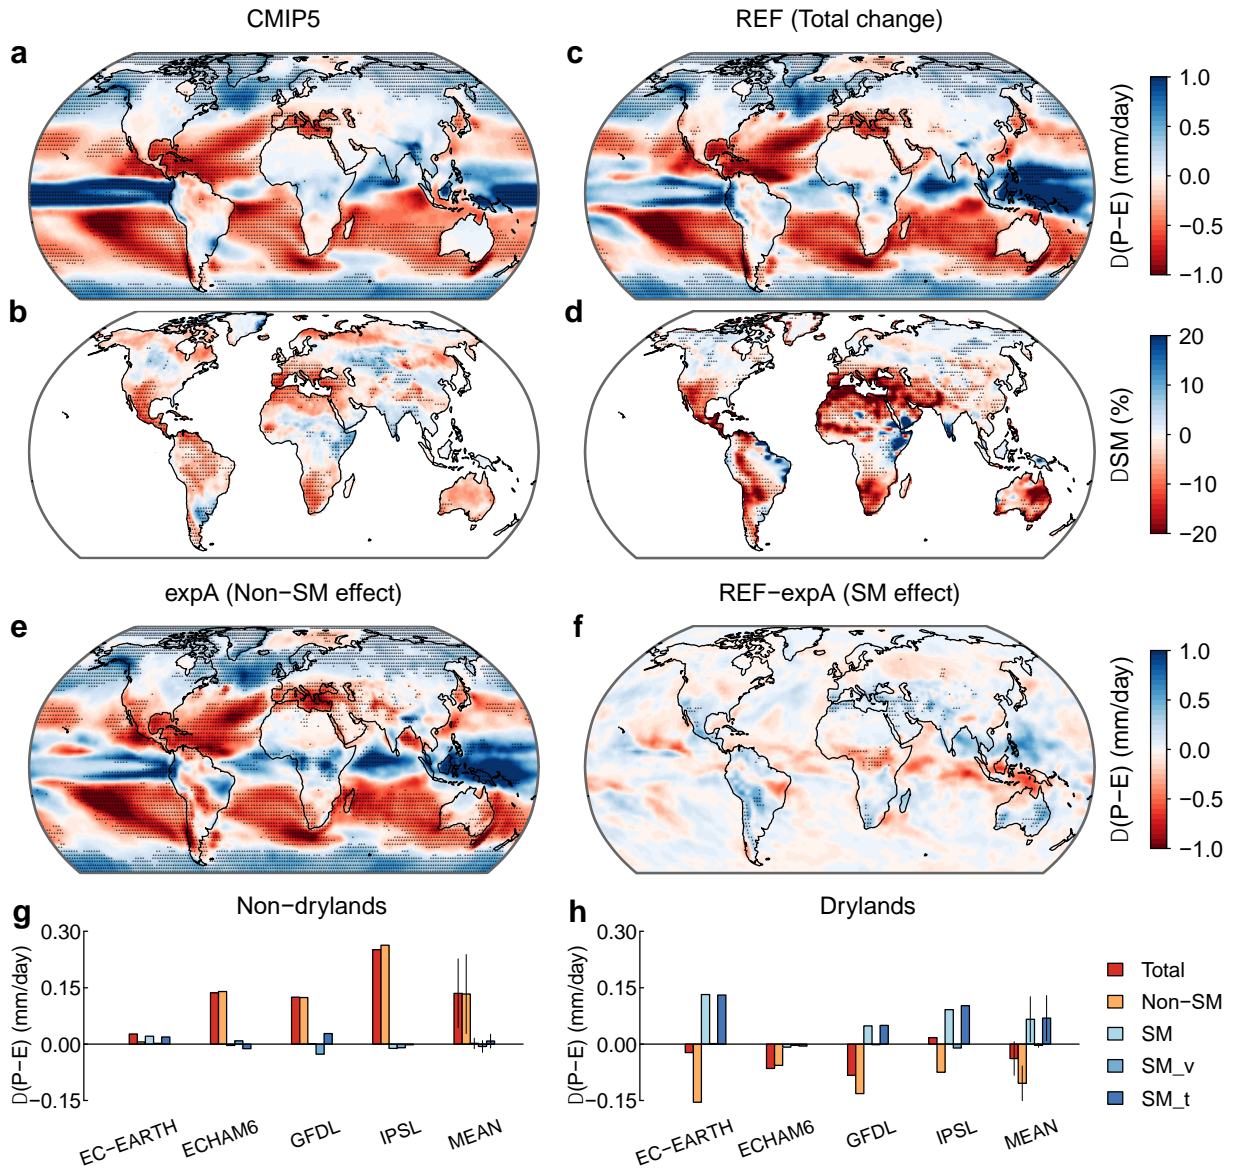 CMIP5
REF (Total change)
a
c
1.0
0.5
0.0
−0.5
−1.0
D(P−E) (mm/day)
b
d
20
10
0
−10
−20
DSM (%)
expA (Non−SM effect)
REF−expA (SM effect)
e
f
1.0
0.5
0.0
−0.5
−1.0
D(P−E) (mm/day)
g
Non-drylands
h
Drylands
D(P−E) (mm/day)
0.30
0.15
0.00
−0.15
EC−EARTH
ECHAM6
GFDL
IPSL
MEAN
D(P−E) (mm/day)
0.30
0.15
0.00
−0.15
EC−EARTH
ECHAM6
GFDL
IPSL
MEAN
Total
Non−SM
SM
SM_v
SM_t